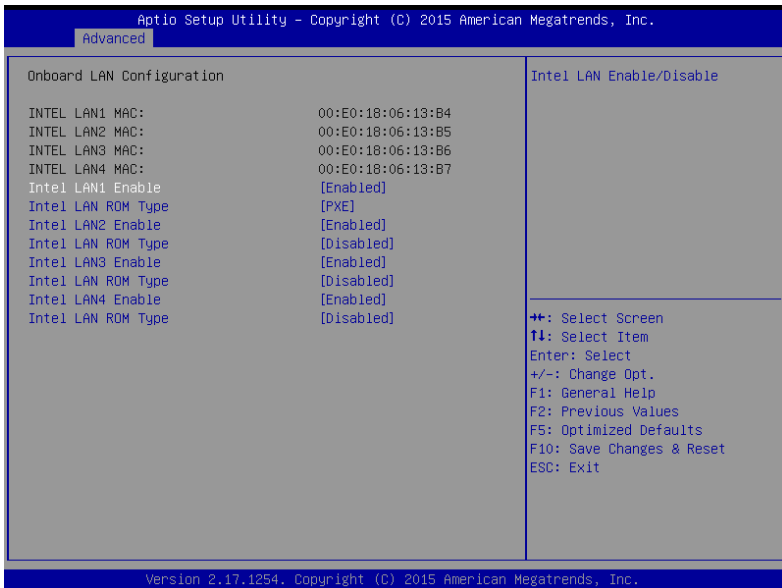 Aptio Setup Utility – Copyright (C) 2015 American Megatrends, Inc.
Advanced
Onboard LAN Configuration
INTEL LAN1 MAC: 00:E0:18:06:13:B4
INTEL LAN2 MAC: 00:E0:18:06:13:B5
INTEL LAN3 MAC: 00:E0:18:06:13:B6
INTEL LAN4 MAC: 00:E0:18:06:13:B7
Intel LAN1 Enable [Enabled]
Intel LAN ROM Type [PXE]
Intel LAN2 Enable [Enabled]
Intel LAN ROM Type [Disabled]
Intel LAN3 Enable [Enabled]
Intel LAN ROM Type [Disabled]
Intel LAN4 Enable [Enabled]
Intel LAN ROM Type [Disabled]
Intel LAN Enable/Disable
→←: Select Screen
↑↓: Select Item
Enter: Select
+/-: Change Opt.
F1: General Help
F2: Previous Values
F5: Optimized Defaults
F10: Save Changes & Reset
ESC: Exit
Version 2.17.1254. Copyright (C) 2015 American Megatrends, Inc.